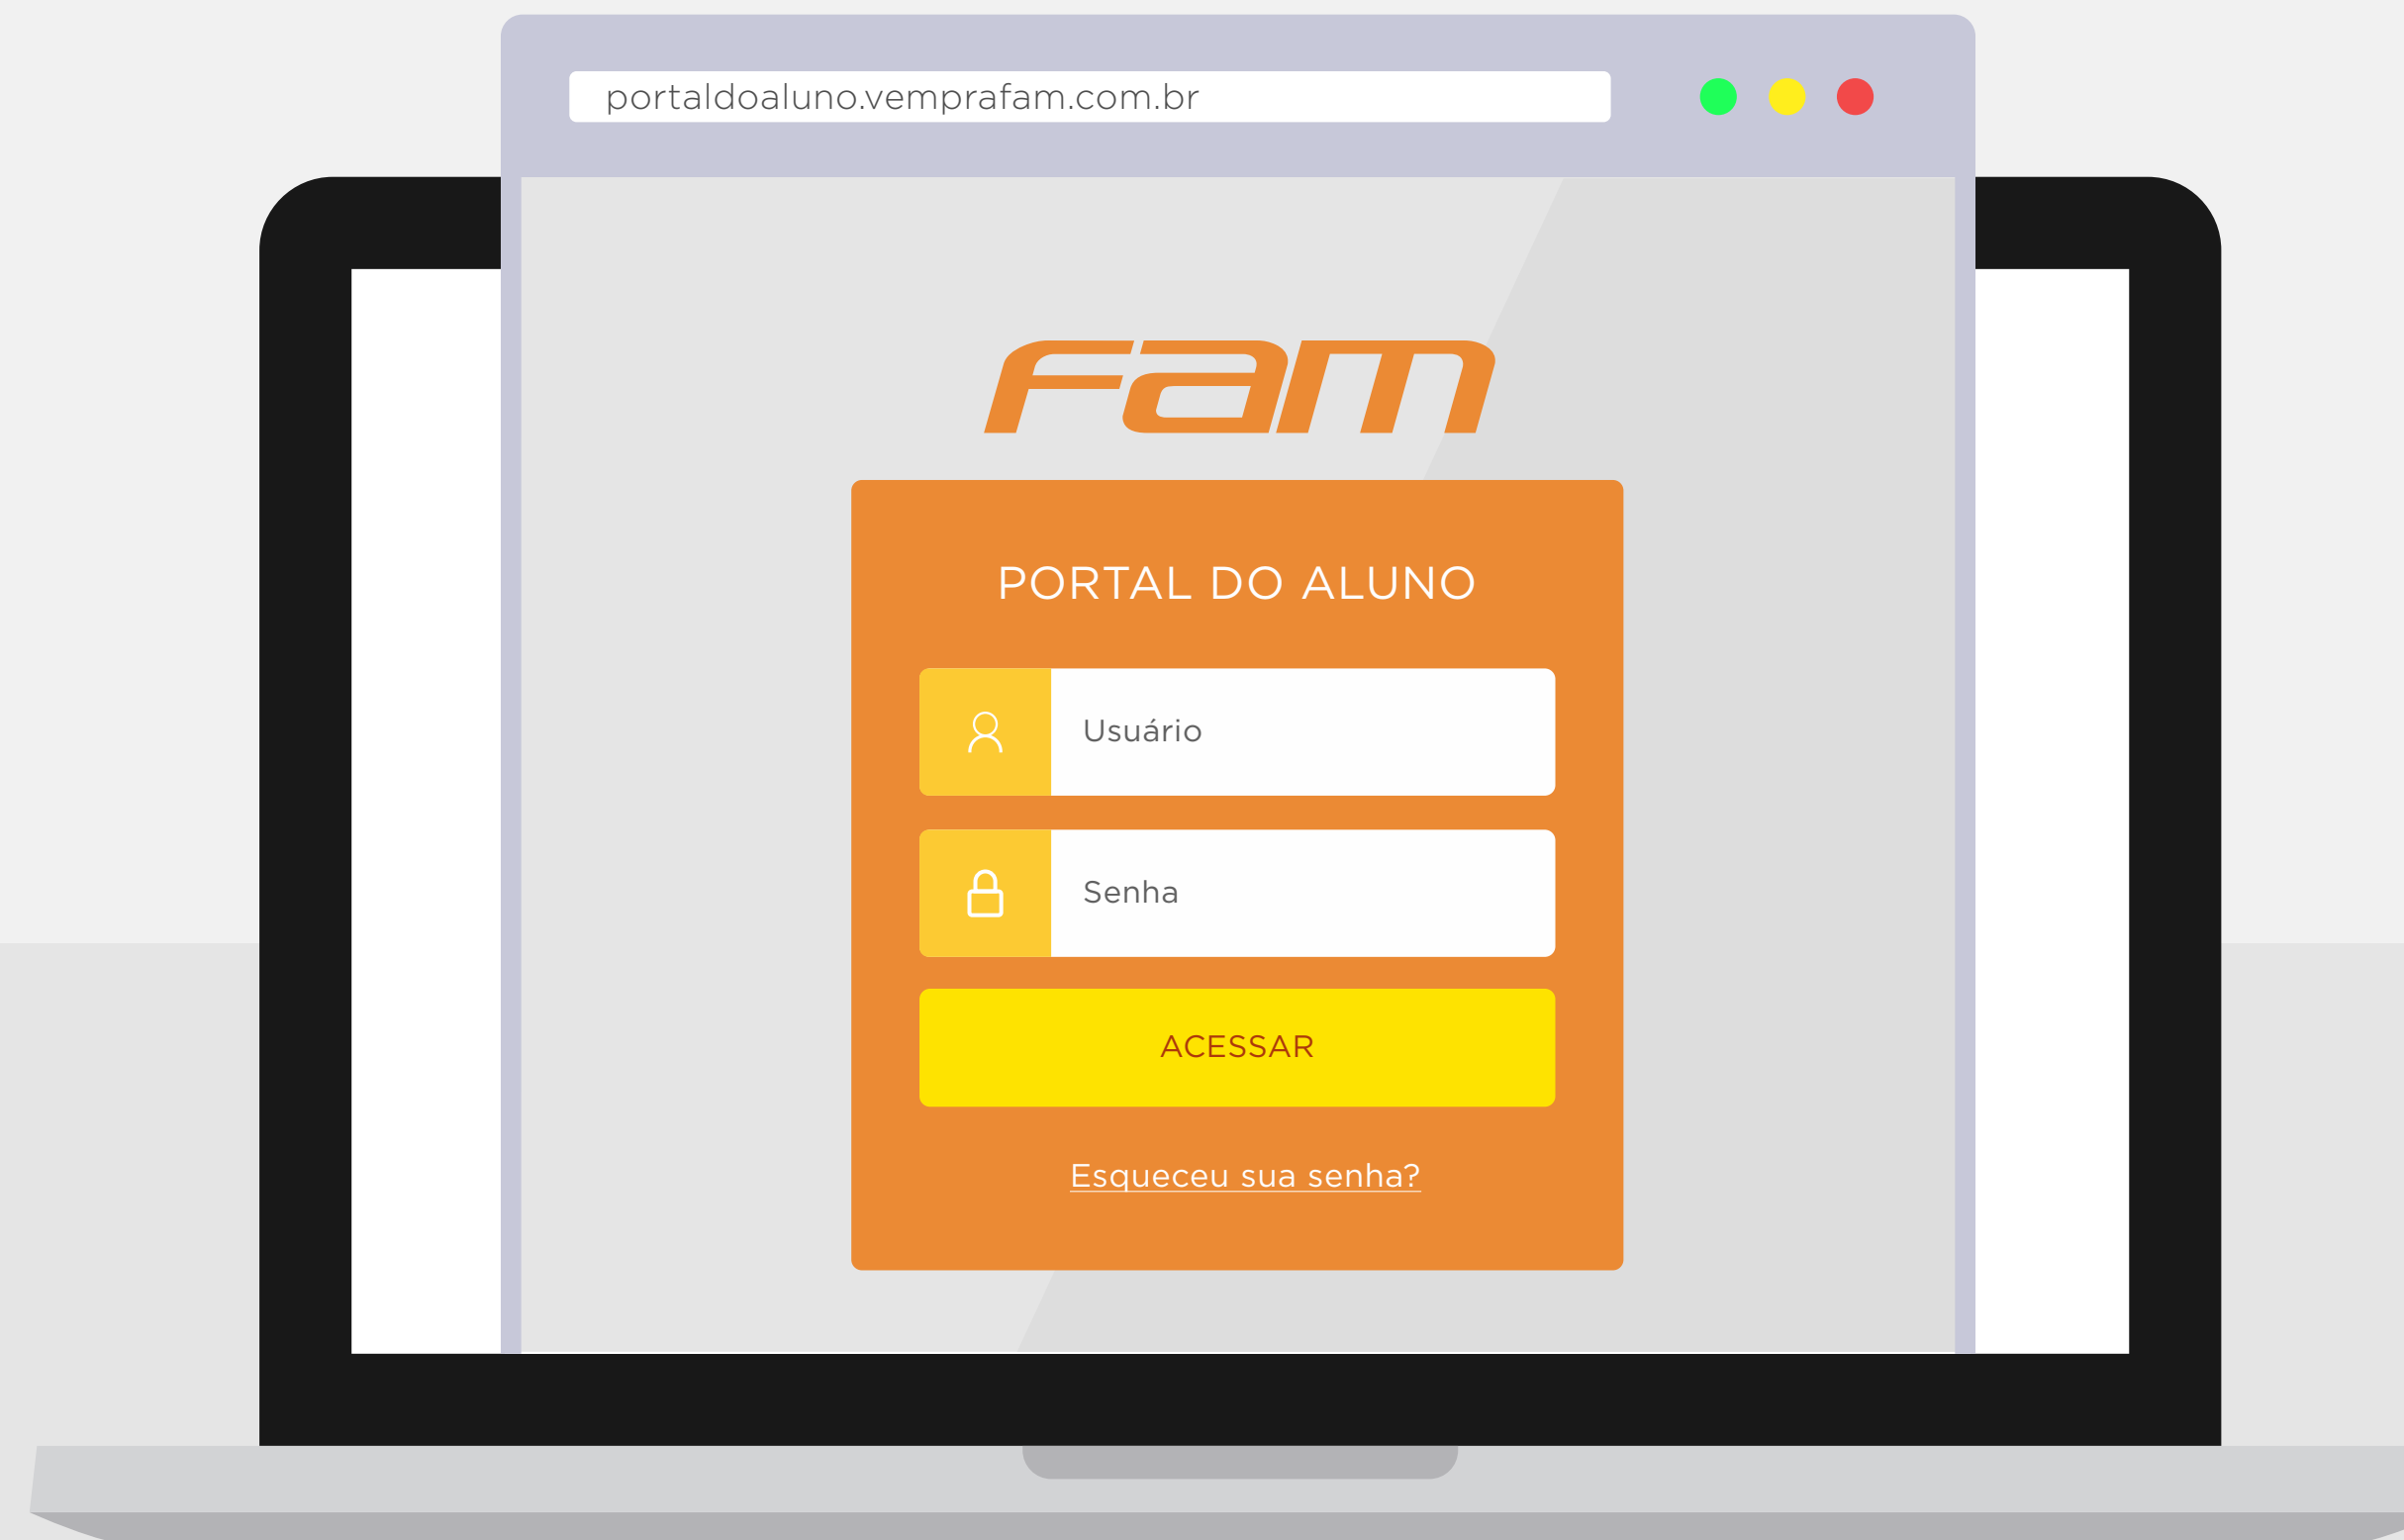 portaldoaluno.vemprafam.com.br
Fam
PORTAL DO ALUNO
Usuário
Senha
ACESSAR
Esqueceu sua senha?